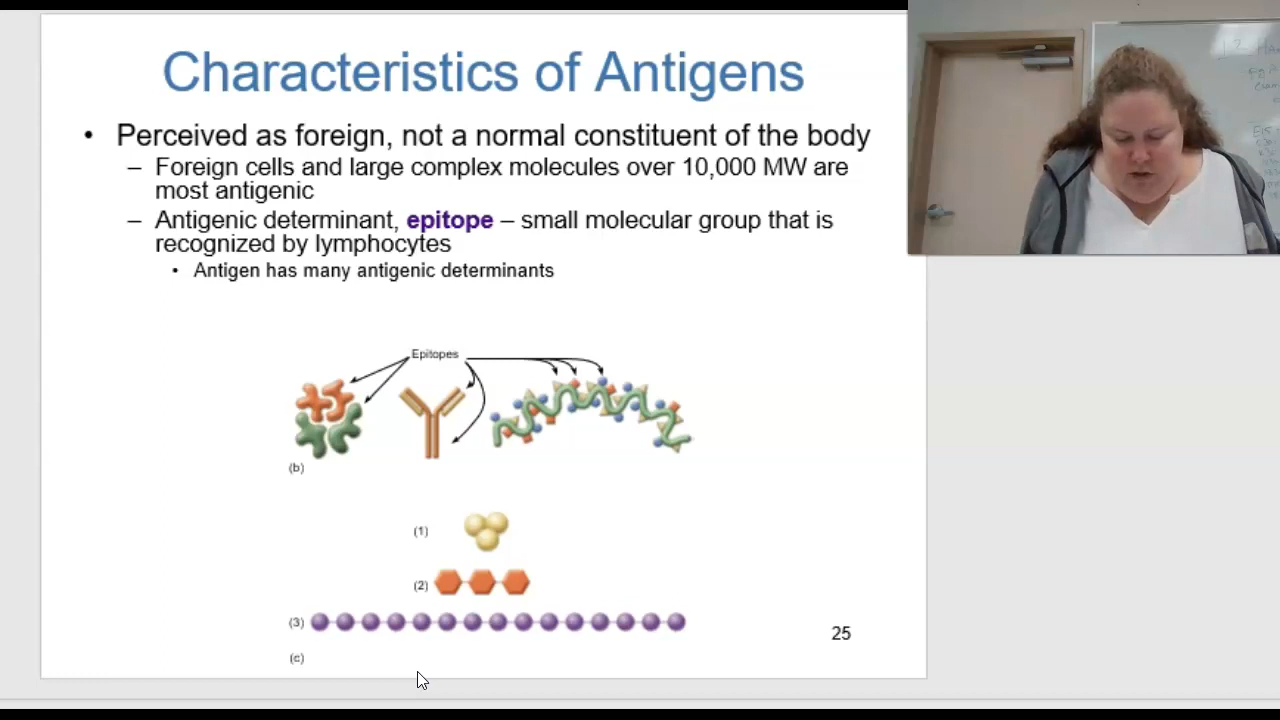 Characteristics of Antigens
• Perceived as foreign, not a normal constituent of the body
– Foreign cells and large complex molecules over 10,000 MW are
most antigenic
– Antigenic determinant, epitope – small molecular group that is
recognized by lymphocytes
• Antigen has many antigenic determinants
Epitopes
(b)
(1)
(2)
(3)
(c)
25